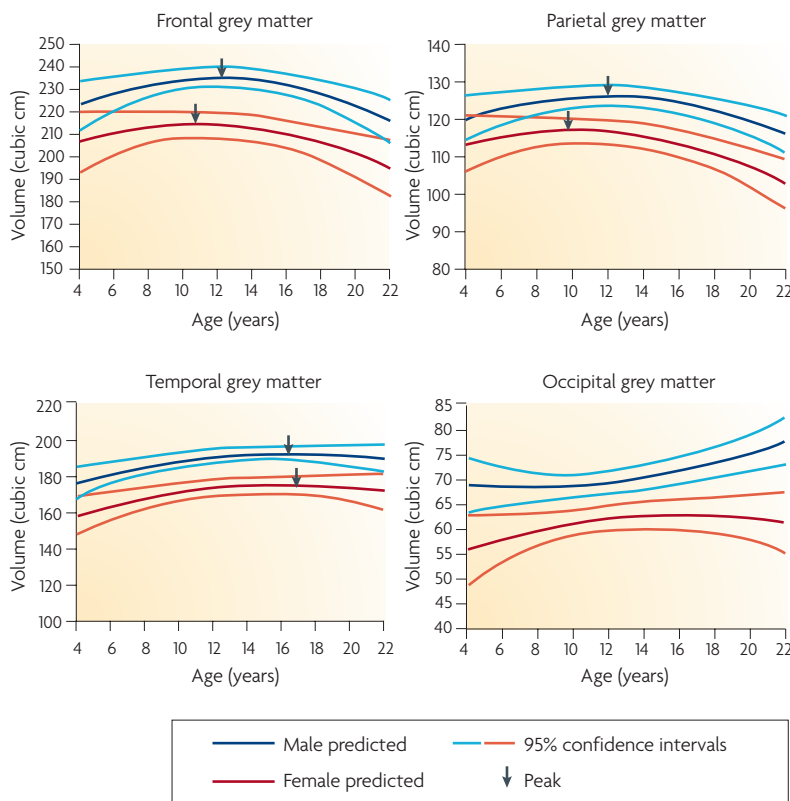 Frontal grey matter
250
240
230
220
210
200
190
180
170
160
150
Volume (cubic cm)
4 6 8 10 12 14 16 18 20 22
Age (years)
Parietal grey matter
140
130
120
110
100
90
80
Volume (cubic cm)
4 6 8 10 12 14 16 18 20 22
Age (years)
Temporal grey matter
220
200
180
160
140
120
100
Volume (cubic cm)
4 6 8 10 12 14 16 18 20 22
Age (years)
Occipital grey matter
85
80
75
70
65
60
55
50
45
40
Volume (cubic cm)
4 6 8 10 12 14 16 18 20 22
Age (years)
Male predicted
95% confidence intervals
Female predicted
Peak